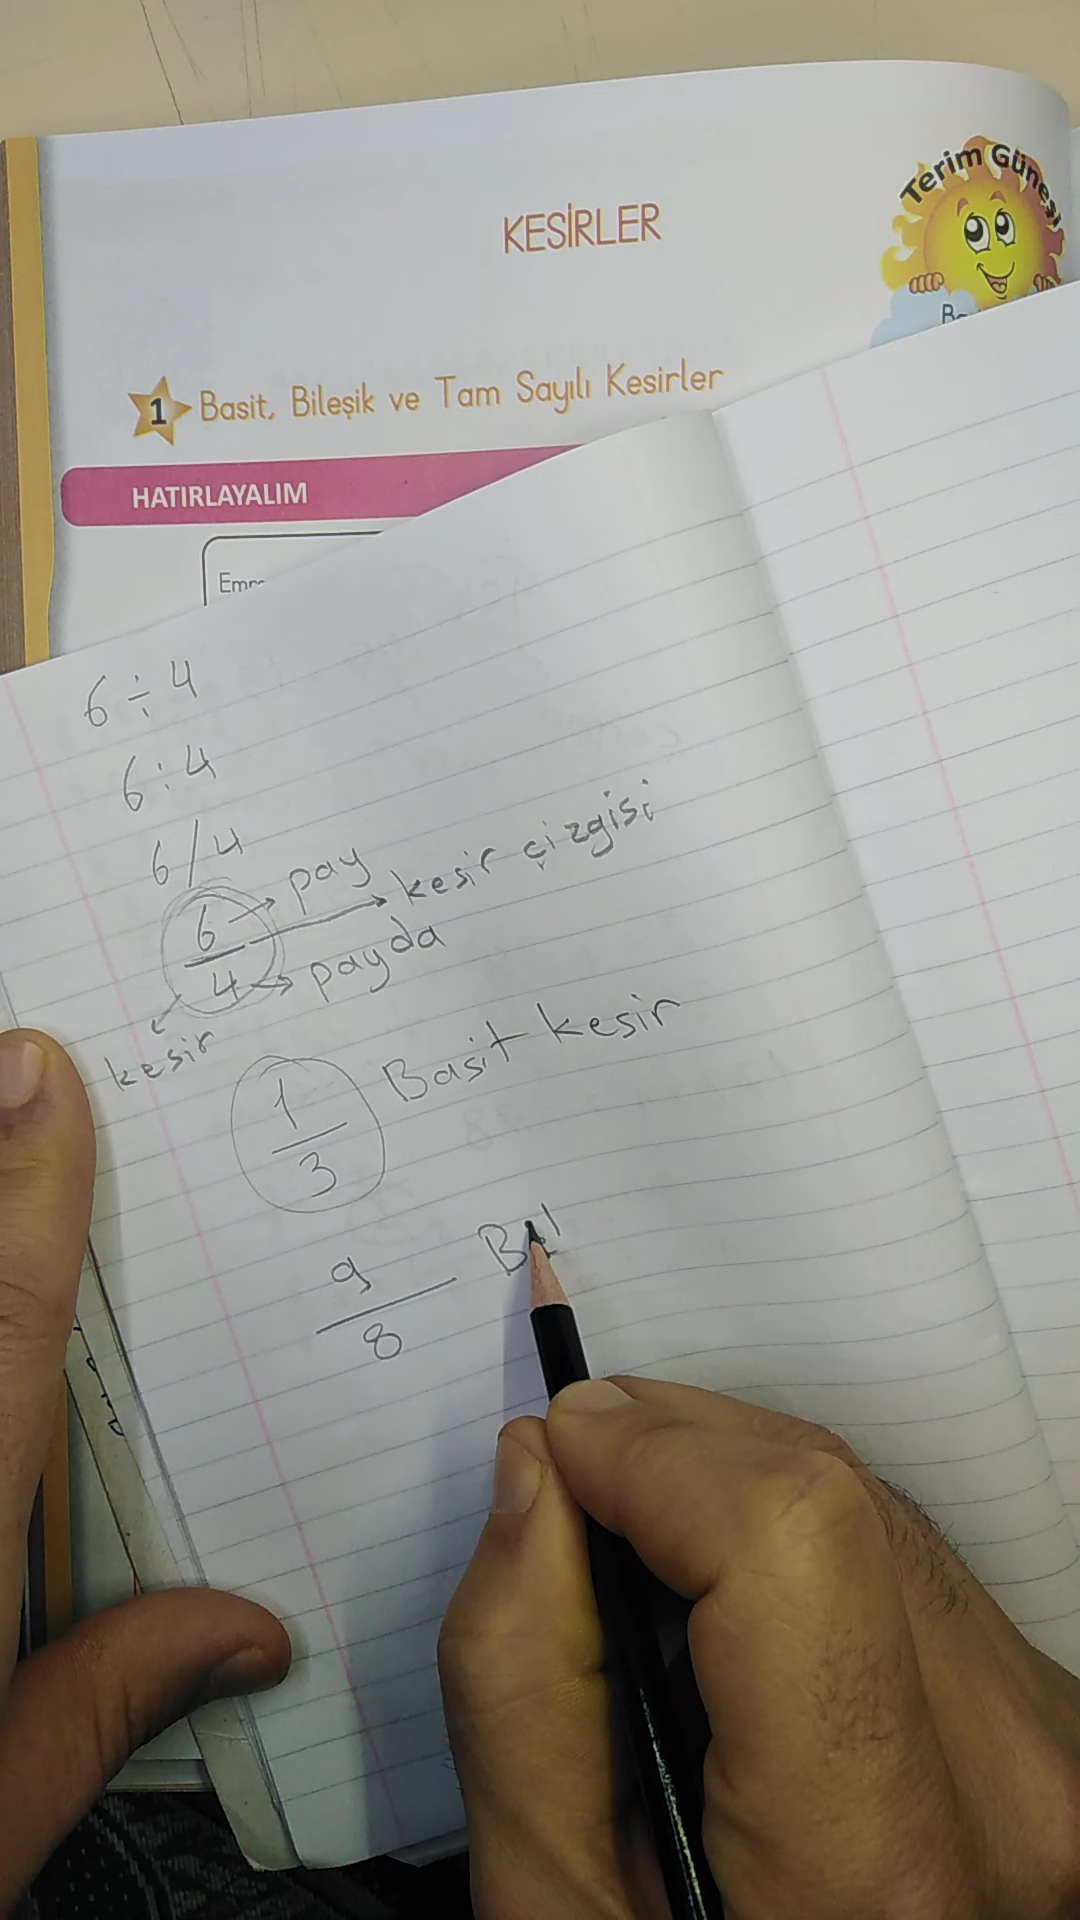 Terim Güneşi
KESİRLER
1 Basit, Bileşik ve Tam Sayılı Kesirler
HATIRLAYALIM
6 ÷ 4
6 : 4
6 / 4
6 → pay
→ kesir çizgisi
4 → payda
kesir
1
3
Basit kesir
9
8
Bil